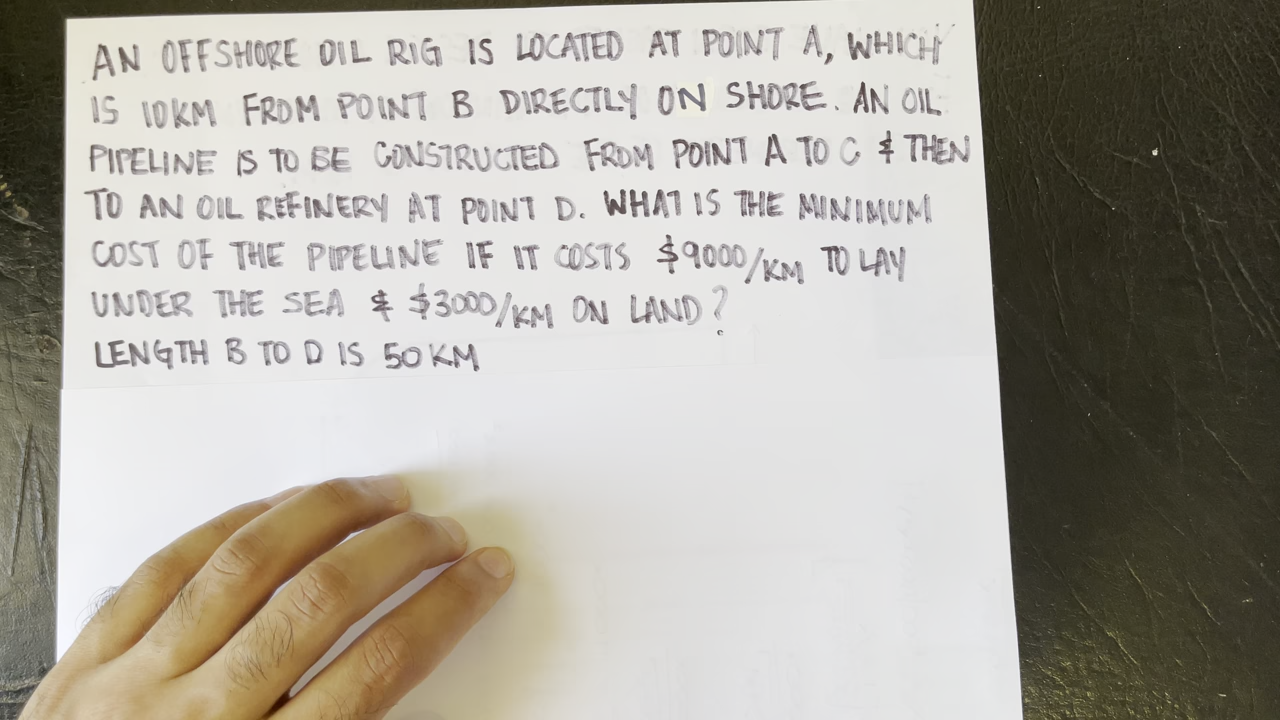 AN OFFSHORE OIL RIG IS LOCATED AT POINT A, WHICH
IS 10KM FROM POINT B DIRECTLY ON SHORE. AN OIL
PIPELINE IS TO BE CONSTRUCTED FROM POINT A TO C & THEN
TO AN OIL REFINERY AT POINT D. WHAT IS THE MINIMUM
COST OF THE PIPELINE IF IT COSTS $9000/KM TO LAY
UNDER THE SEA & $3000/KM ON LAND?
LENGTH B TO D IS 50KM